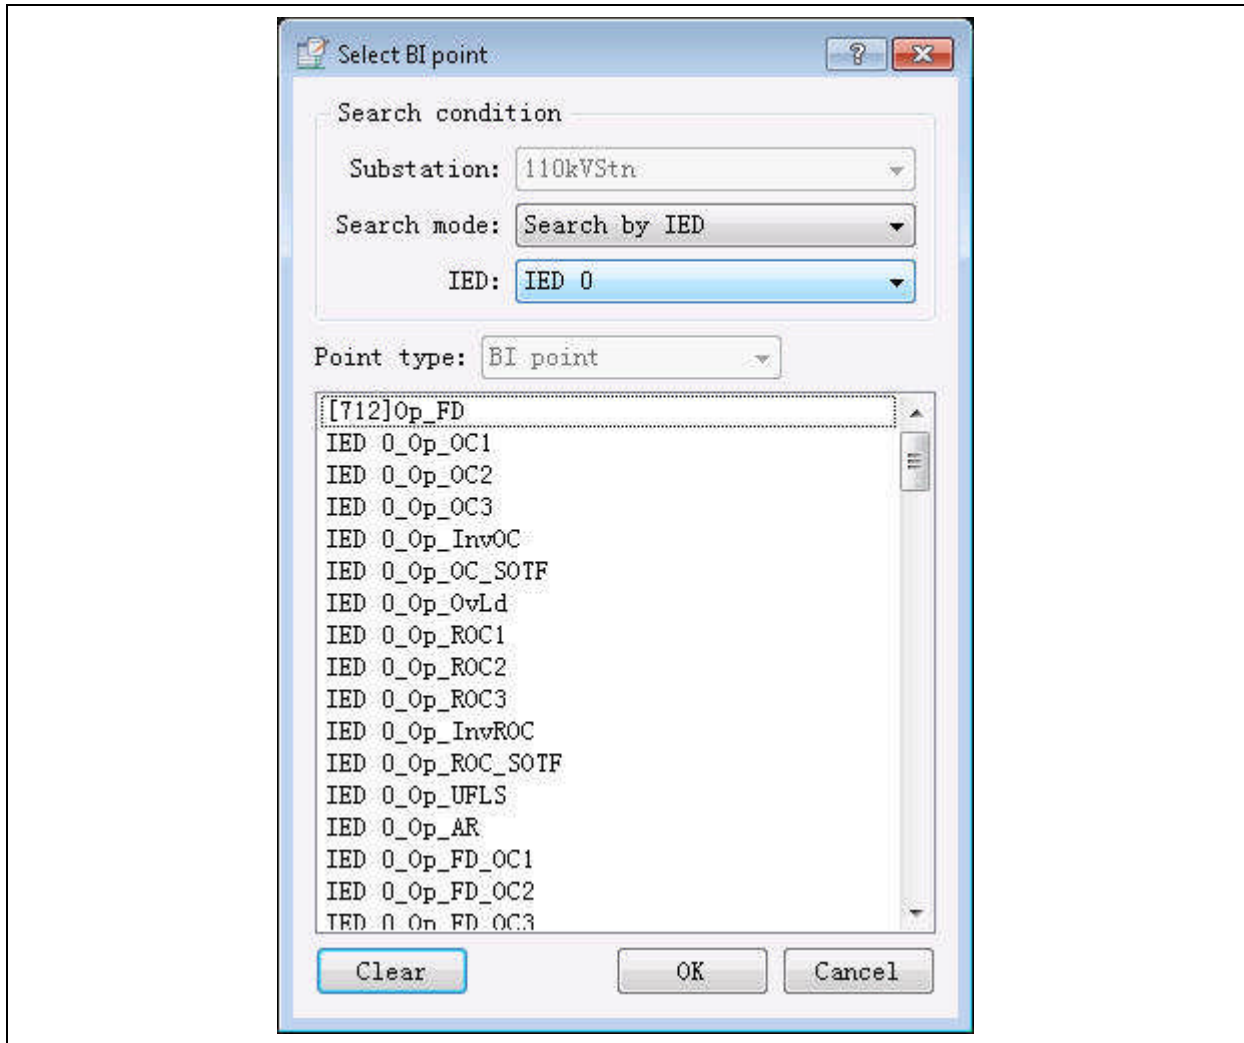 Select BI point
Search condition
Substation: 110kVStn
Search mode: Search by IED
IED: IED 0
Point type: BI point
[712]Op_FD
IED 0_Op_OC1
IED 0_Op_OC2
IED 0_Op_OC3
IED 0_Op_InvOC
IED 0_Op_OC_SOTF
IED 0_Op_OvLd
IED 0_Op_ROC1
IED 0_Op_ROC2
IED 0_Op_ROC3
IED 0_Op_InvROC
IED 0_Op_ROC_SOTF
IED 0_Op_UFLS
IED 0_Op_AR
IED 0_Op_FD_OC1
IED 0_Op_FD_OC2
IED 0_Op_FD_OC3
Clear OK Cancel